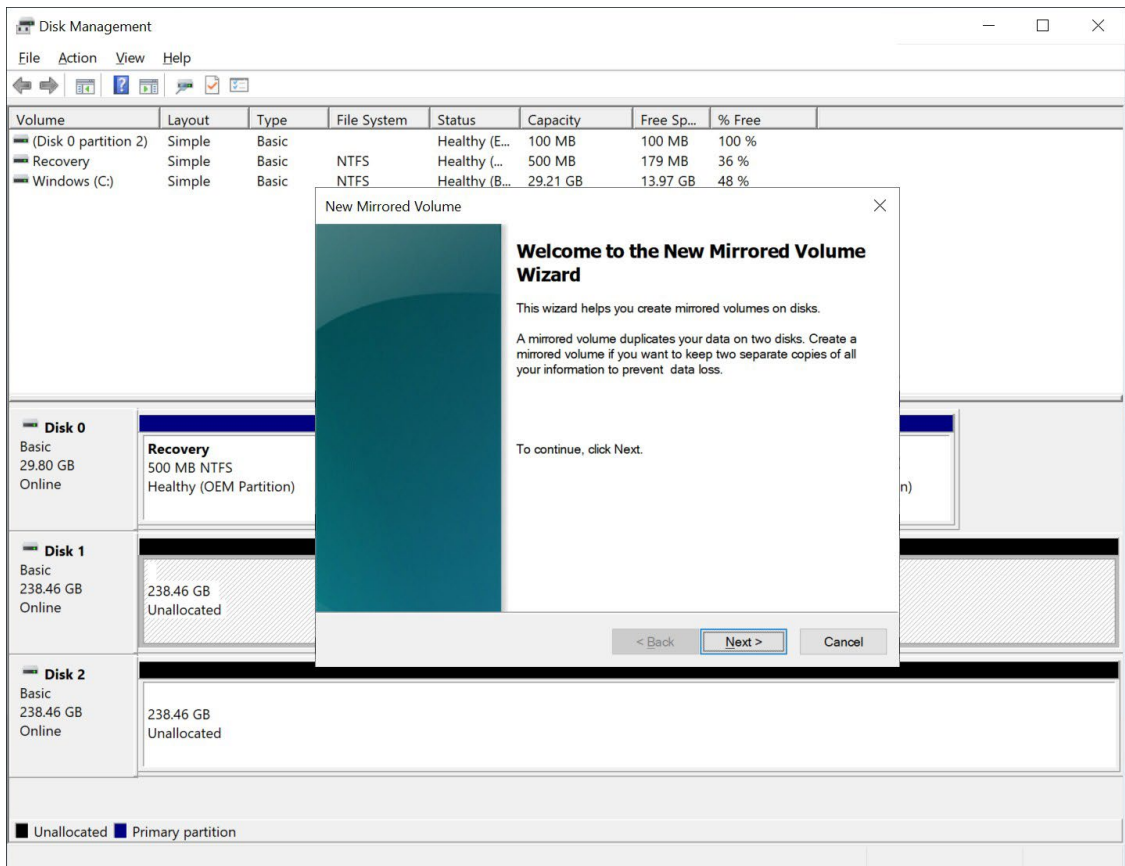 Disk Management
File Action View Help
Volume Layout Type File System Status Capacity Free Sp... % Free
(Disk 0 partition 2) Simple Basic Healthy (E... 100 MB 100 MB 100 %
Recovery Simple Basic NTFS Healthy (... 500 MB 179 MB 36 %
Windows (C:) Simple Basic NTFS Healthy (B... 29.21 GB 13.97 GB 48 %
New Mirrored Volume
Welcome to the New Mirrored Volume
Wizard
This wizard helps you create mirrored volumes on disks.
A mirrored volume duplicates your data on two disks. Create a
mirrored volume if you want to keep two separate copies of all
your information to prevent data loss.
To continue, click Next.
< Back Next > Cancel
Disk 0
Basic
29.80 GB
Online
Recovery
500 MB NTFS
Healthy (OEM Partition)
n)
Disk 1
Basic
238.46 GB
Online
238.46 GB
Unallocated
Disk 2
Basic
238.46 GB
Online
238.46 GB
Unallocated
Unallocated Primary partition